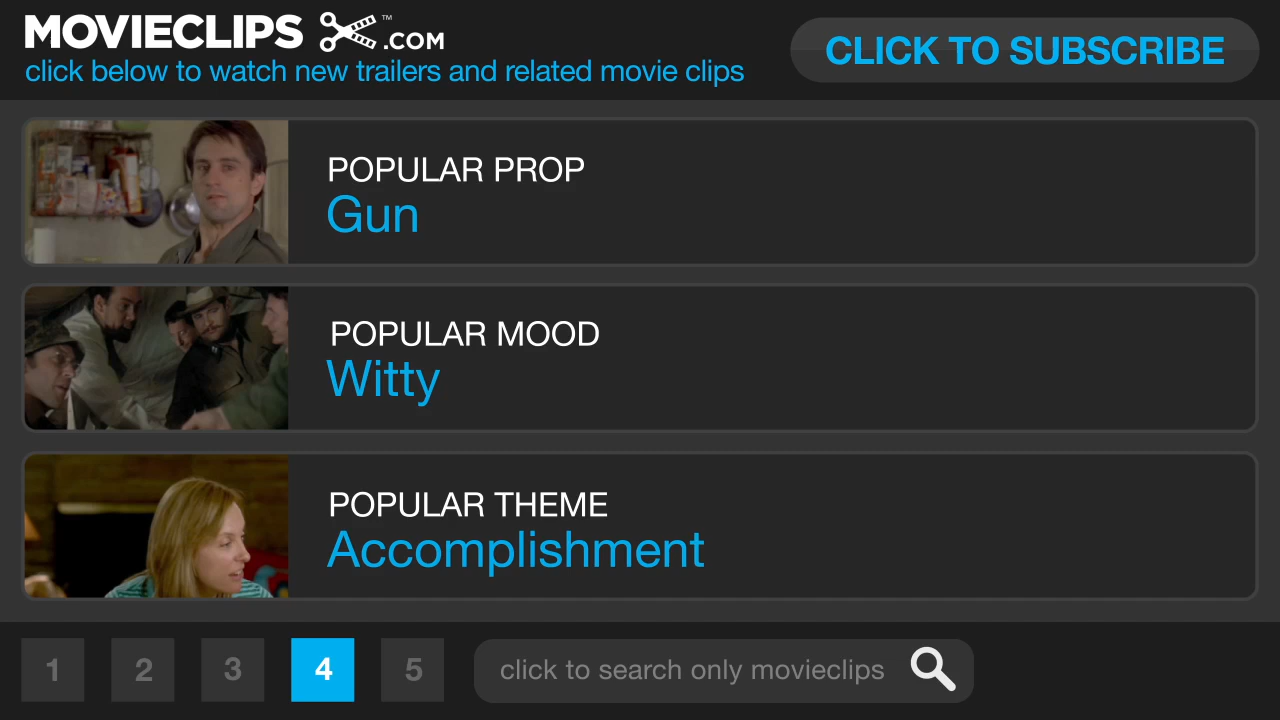 MOVIECLIPS ™ .COM
click below to watch new trailers and related movie clips
CLICK TO SUBSCRIBE
POPULAR PROP
Gun
POPULAR MOOD
Witty
POPULAR THEME
Accomplishment
1 2 3 4 5
click to search only movieclips